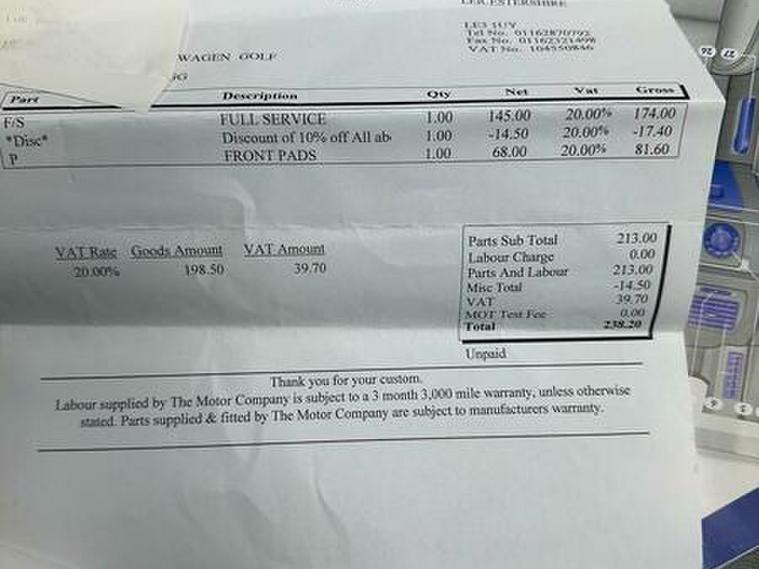 LEICESTERSHIRE
LE3 1UY
Tel No. 01162870702
Fax No. 01162321498
VAT No. 104550846
WAGEN GOLF
Part Description Qty Net Vat Gross
F/S FULL SERVICE 1.00 145.00 20.00% 174.00
*Disc* Discount of 10% off All ab 1.00 -14.50 20.00% -17.40
P FRONT PADS 1.00 68.00 20.00% 81.60
VAT Rate Goods Amount VAT Amount
20.00% 198.50 39.70
Parts Sub Total 213.00
Labour Charge 0.00
Parts And Labour 213.00
Misc Total -14.50
VAT 39.70
MOT Test Fee 0.00
Total 238.20
Unpaid
Thank you for your custom.
Labour supplied by The Motor Company is subject to a 3 month 3,000 mile warranty, unless otherwise
stated. Parts supplied & fitted by The Motor Company are subject to manufacturers warranty.
26 27